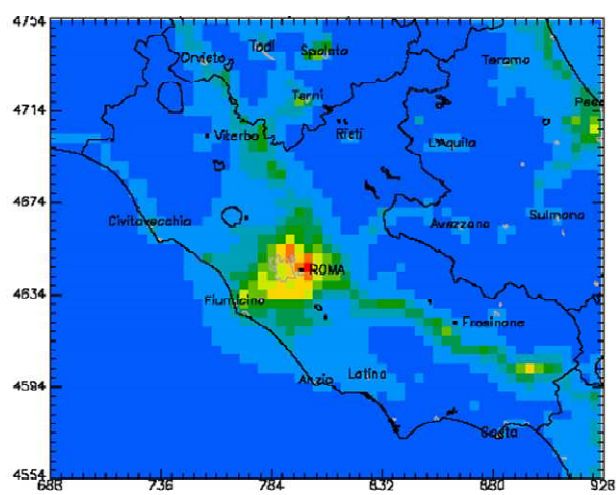 4754
Todi Spoleto
Orvieto Teramo
Terni Pesc
4714
Viterbo Rieti L'Aquila
4674
Civitavecchia Avezzano Sulmona
ROMA
4634
Fiumicino
Frosinone
4594
Anzio Latina
Gaeta
4554
688 736 784 832 880 928